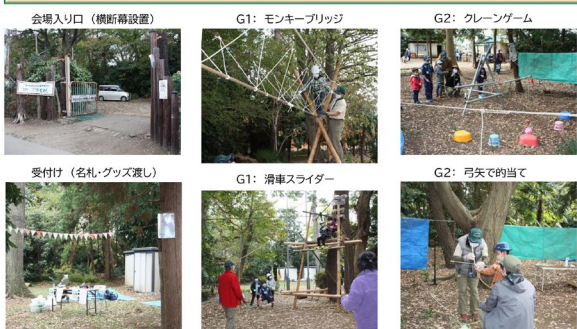 会場入り口（横断幕設置）
G1： モンキーブリッジ
G2： クレーンゲーム
受付け（名札・グッズ渡し）
G1： 滑車スライダー
G2： 弓矢で的当て